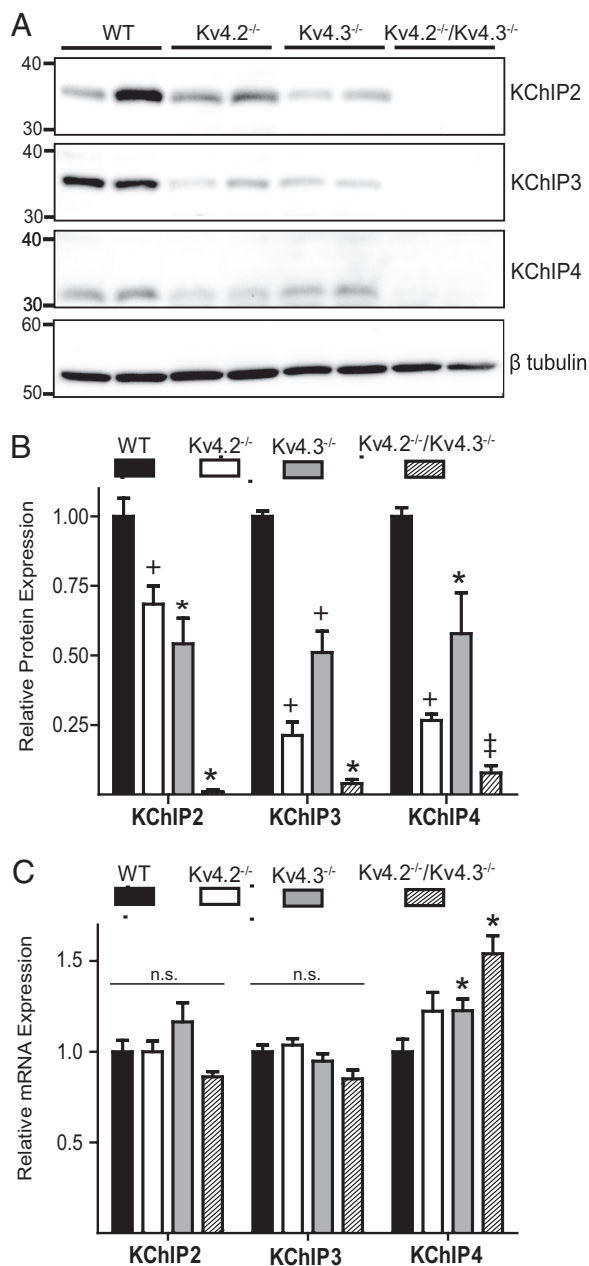 A
WT Kv4.2-/- Kv4.3-/- Kv4.2-/-/Kv4.3-/-
40
KChIP2
30
40
KChIP3
30
40
KChIP4
30
60
β tubulin
50
B
WT Kv4.2-/- Kv4.3-/- Kv4.2-/-/Kv4.3-/-
Relative Protein Expression
1.00
0.75
0.50
0.25
+ * *
+ + *
+ * ‡
KChIP2 KChIP3 KChIP4
C
WT Kv4.2-/- Kv4.3-/- Kv4.2-/-/Kv4.3-/-
Relative mRNA Expression
1.5
1.0
0.5
n.s. n.s. * *
KChIP2 KChIP3 KChIP4